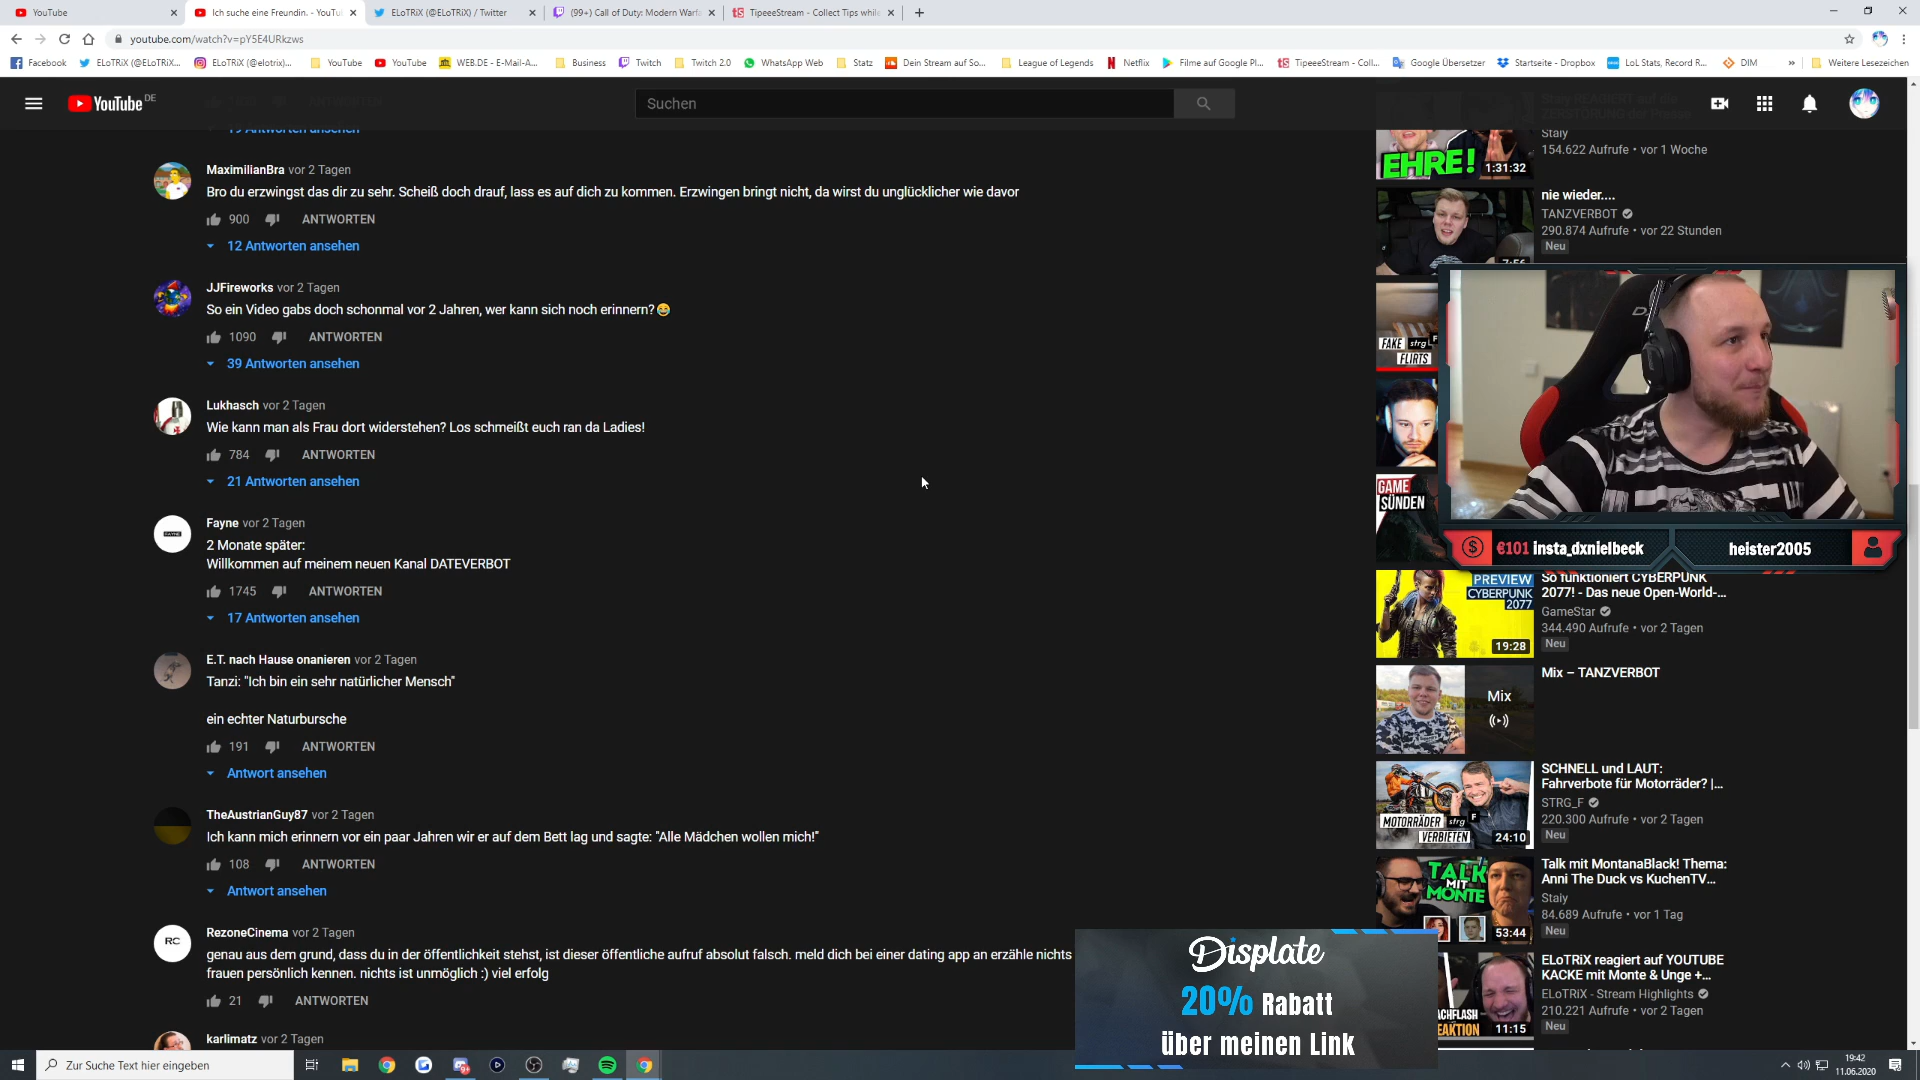 YouTube
Ich suche eine Freundin. - YouTu
ELoTRiX (@ELoTRiX) / Twitter
(99+) Call of Duty: Modern Warfa
TipeeeStream - Collect Tips while
youtube.com/watch?v=pY5E4URkzws
Facebook
ELoTRiX (@ELoTRiX...
ELoTRiX (@elotrix)...
YouTube
YouTube
WEB.DE - E-Mail-A...
Business
Twitch
Twitch 2.0
WhatsApp Web
Statz
Dein Stream auf So...
League of Legends
Netflix
Filme auf Google Pl...
TipeeeStream - Coll...
Google Übersetzer
Startseite - Dropbox
LoL Stats, Record R...
DIM
Weitere Lesezeichen
YouTube DE
Suchen
19 Antworten ansehen
MaximilianBra vor 2 Tagen
Bro du erzwingst das dir zu sehr. Scheiß doch drauf, lass es auf dich zu kommen. Erzwingen bringt nicht, da wirst du unglücklicher wie davor
900 ANTWORTEN
12 Antworten ansehen
JJFireworks vor 2 Tagen
So ein Video gabs doch schonmal vor 2 Jahren, wer kann sich noch erinnern?😂
1090 ANTWORTEN
39 Antworten ansehen
Lukhasch vor 2 Tagen
Wie kann man als Frau dort widerstehen? Los schmeißt euch ran da Ladies!
784 ANTWORTEN
21 Antworten ansehen
Fayne vor 2 Tagen
2 Monate später:
Willkommen auf meinem neuen Kanal DATEVERBOT
1745 ANTWORTEN
17 Antworten ansehen
E.T. nach Hause onanieren vor 2 Tagen
Tanzi: "Ich bin ein sehr natürlicher Mensch"
ein echter Naturbursche
191 ANTWORTEN
Antwort ansehen
TheAustrianGuy87 vor 2 Tagen
Ich kann mich erinnern vor ein paar Jahren wir er auf dem Bett lag und sagte: "Alle Mädchen wollen mich!"
108 ANTWORTEN
Antwort ansehen
RC
RezoneCinema vor 2 Tagen
genau aus dem grund, dass du in der öffentlichkeit stehst, ist dieser öffentliche aufruf absolut falsch. meld dich bei einer dating app an erzähle nichts
frauen persönlich kennen. nichts ist unmöglich :) viel erfolg
21 ANTWORTEN
karlimatz vor 2 Tagen
EHRE!
1:31:32
Staiy
154.622 Aufrufe • vor 1 Woche
nie wieder....
TANZVERBOT
290.874 Aufrufe • vor 22 Stunden
Neu
7:56
FAKE strg F
FLIRTS
GAME
SÜNDEN
€101 insta_dxnielbeck
heister2005
PREVIEW
CYBERPUNK
2077
19:28
So funktioniert CYBERPUNK
2077! - Das neue Open-World-...
GameStar
344.490 Aufrufe • vor 2 Tagen
Neu
Mix
Mix – TANZVERBOT
MOTORRÄDER strg F
VERBIETEN
24:10
SCHNELL und LAUT:
Fahrverbote für Motorräder? |...
STRG_F
220.300 Aufrufe • vor 2 Tagen
Neu
TALK
MIT
MONTE
53:44
Talk mit MontanaBlack! Thema:
Anni The Duck vs KuchenTV...
Staiy
84.689 Aufrufe • vor 1 Tag
Neu
ACHFLASH
EAKTION
11:15
ELoTRiX reagiert auf YOUTUBE
KACKE mit Monte & Unge +...
ELoTRiX - Stream Highlights
210.221 Aufrufe • vor 2 Tagen
Neu
Displate
20% Rabatt
über meinen Link
Zur Suche Text hier eingeben
19:42
11.06.2020